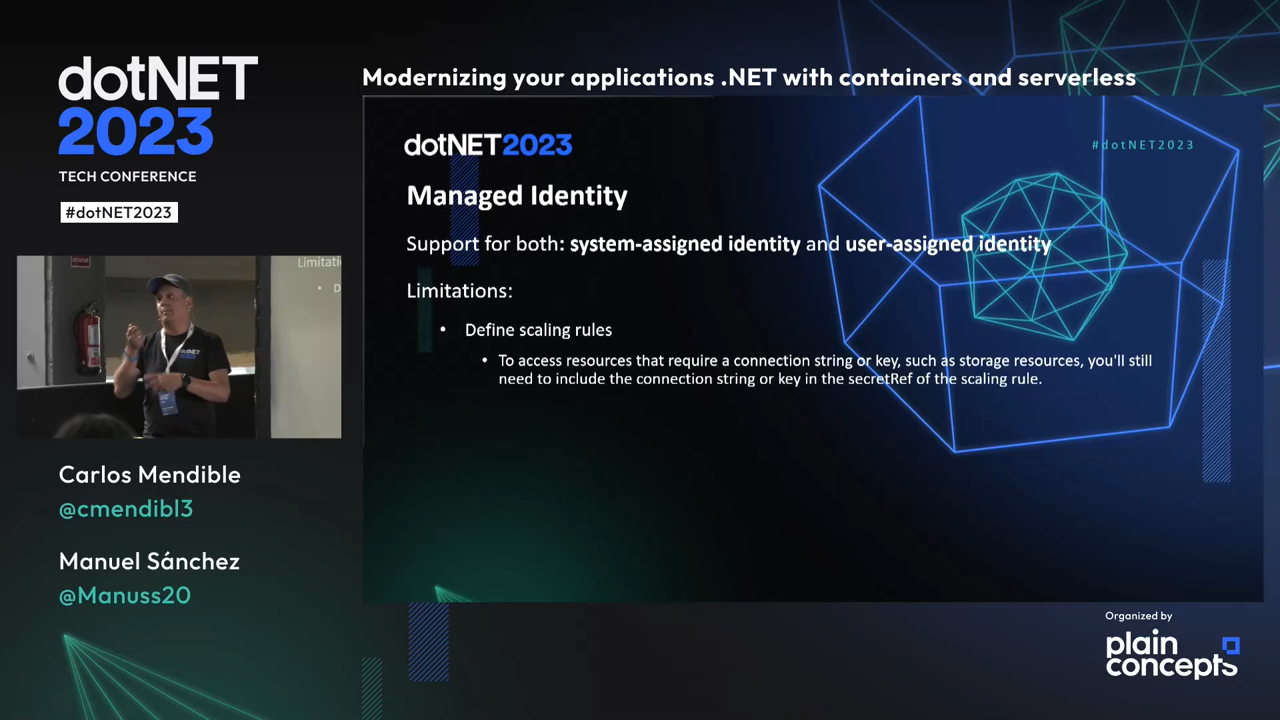 dotNET
2023
TECH CONFERENCE
#dotNET2023
Modernizing your applications .NET with containers and serverless
dotNET2023
#dotNET2023
Managed Identity
Support for both: system-assigned identity and user-assigned identity
Limitations:
• Define scaling rules
• To access resources that require a connection string or key, such as storage resources, you'll still
need to include the connection string or key in the secretRef of the scaling rule.
Limitati
• D
Carlos Mendible
@cmendibl3
Manuel Sánchez
@Manuss20
Organized by
plain
concepts